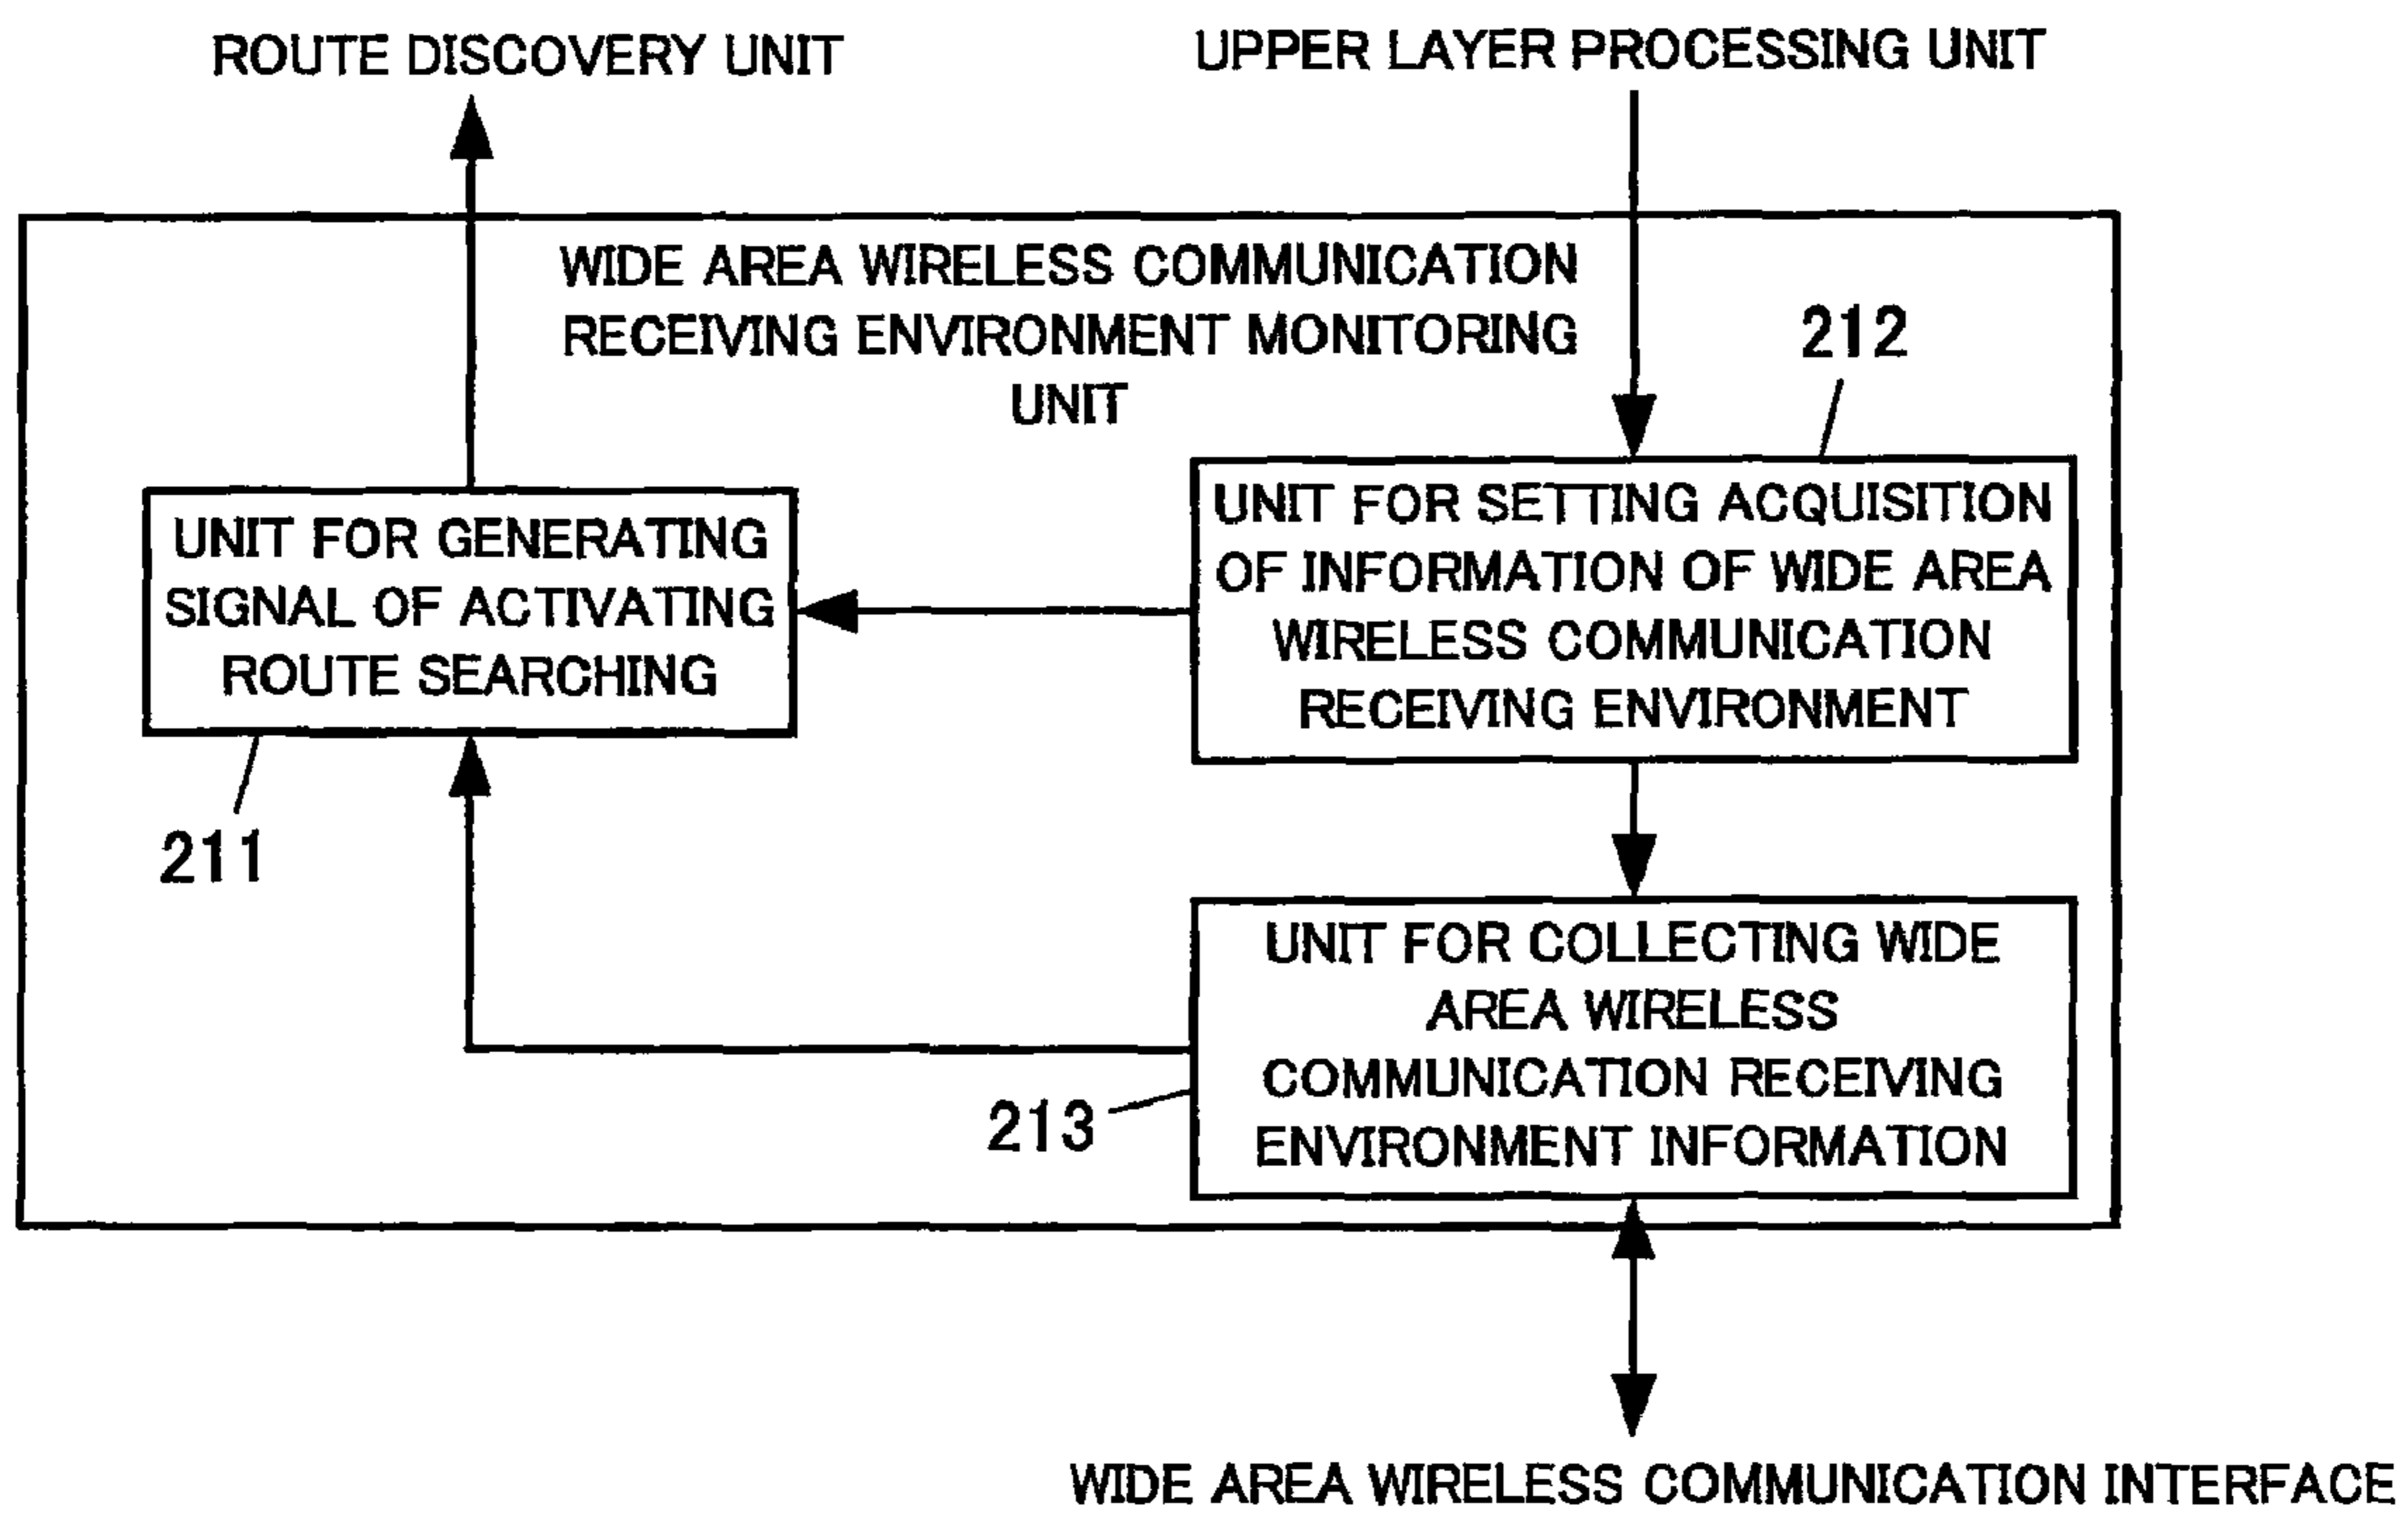 ROUTE DISCOVERY UNIT
UPPER LAYER PROCESSING UNIT
WIDE AREA WIRELESS COMMUNICATION
RECEIVING ENVIRONMENT MONITORING
UNIT
212
UNIT FOR GENERATING
SIGNAL OF ACTIVATING
ROUTE SEARCHING
211
UNIT FOR SETTING ACQUISITION
OF INFORMATION OF WIDE AREA
WIRELESS COMMUNICATION
RECEIVING ENVIRONMENT
UNIT FOR COLLECTING WIDE
AREA WIRELESS
COMMUNICATION RECEIVING
ENVIRONMENT INFORMATION
213
WIDE AREA WIRELESS COMMUNICATION INTERFACE